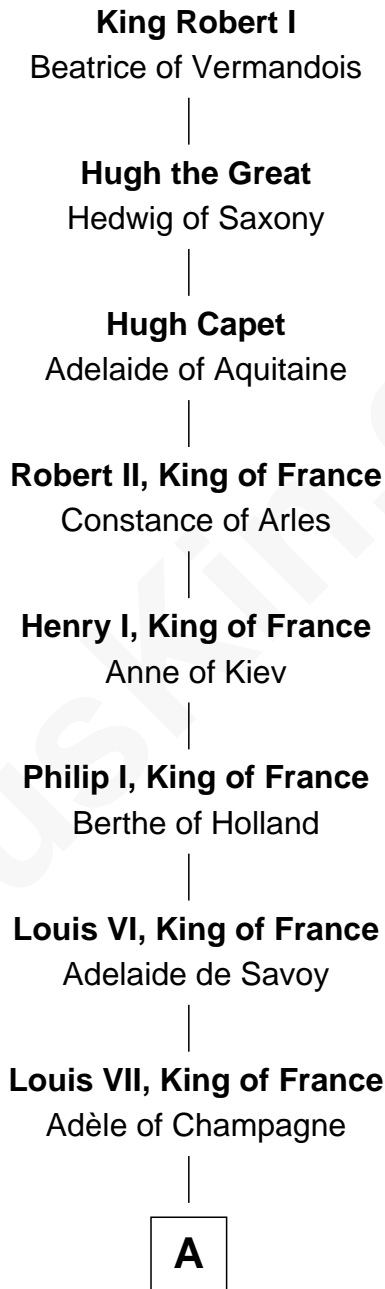 King Robert I
Beatrice of Vermandois
Hugh the Great
Hedwig of Saxony
Hugh Capet
Adelaide of Aquitaine
Robert II, King of France
Constance of Arles
Henry I, King of France
Anne of Kiev
Philip I, King of France
Berthe of Holland
Louis VI, King of France
Adelaide de Savoy
Louis VII, King of France
Adèle of Champagne
A